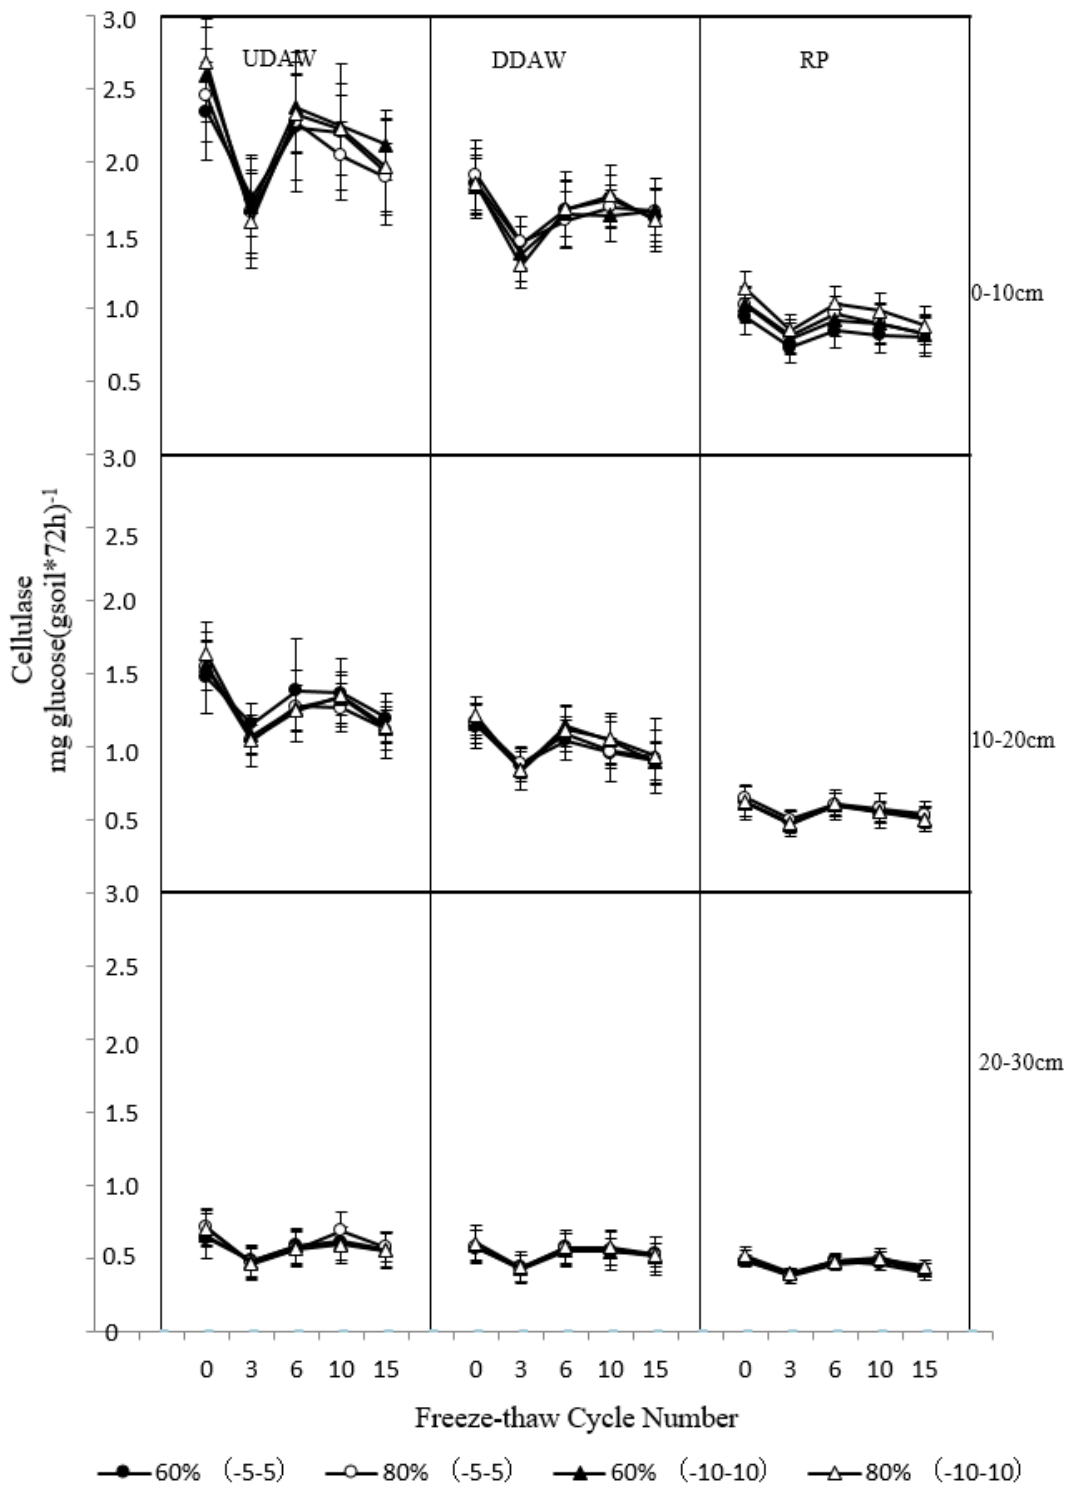 3.0
UDAW DDAW RP
2.5
2.0
1.5
0-10cm
1.0
0.5
3.0
2.5
2.0
1.5
10-20cm
1.0
0.5
3.0
2.5
2.0
20-30cm
1.5
1.0
0.5
0
Cellulase
mg glucose(gsoil*72h)⁻¹
0 3 6 10 15 0 3 6 10 15 0 3 6 10 15
Freeze-thaw Cycle Number
60% （-5-5） 80% （-5-5） 60% （-10-10） 80% （-10-10）